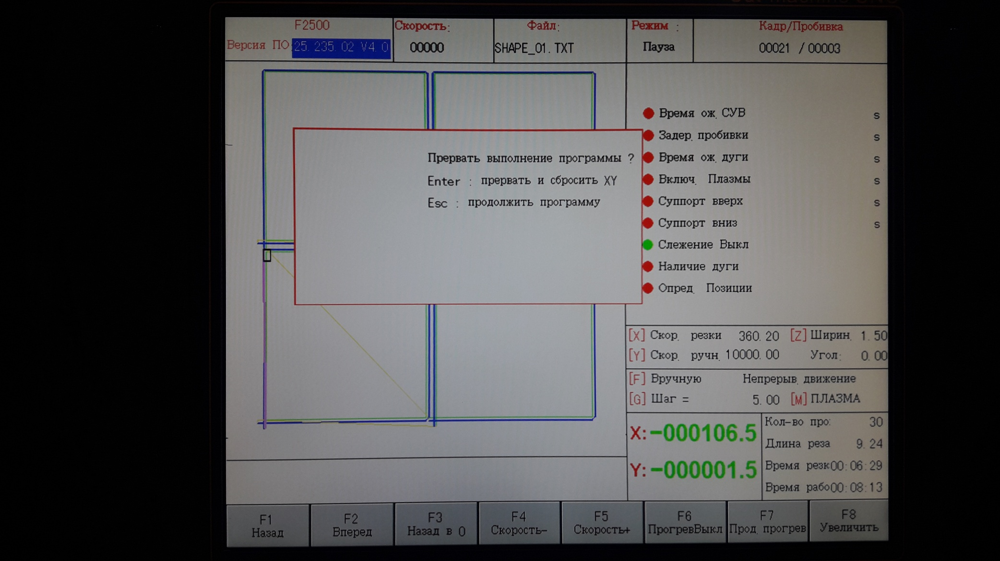 F2500
Версия ПО: 25. 235. 02 V4. 0
Скорость:
00000
Файл:
SHAPE_01. TXT
Режим :
Пауза
Кадр/Пробивка
00021 / 00003
Прервать выполнение программы ?
Enter : прервать и сбросить XY
Esc : продолжить программу
Время ож. СУВ s
Задер. пробивки s
Время ож. дуги s
Включ. Плазмы s
Суппорт вверх s
Суппорт вниз s
Слежение Выкл
Наличие дуги
Опред. Позиции
[X] Скор. резки 360. 20 [Z] Ширин. 1. 50
[Y] Скор. ручн. 10000. 00 Угол: 0. 00
[F] Вручную Непрерыв. движение
[G] Шаг = 5. 00 [M] ПЛАЗМА
X: -000106.5
Y: -000001.5
Кол-во про: 30
Длина реза 9. 24
Время резк00:06:29
Время рабо00:08:13
F1
Назад
F2
Вперед
F3
Назад в 0
F4
Скорость-
F5
Скорость+
F6
ПрогревВыкл
F7
Прод. прогрев
F8
Увеличить